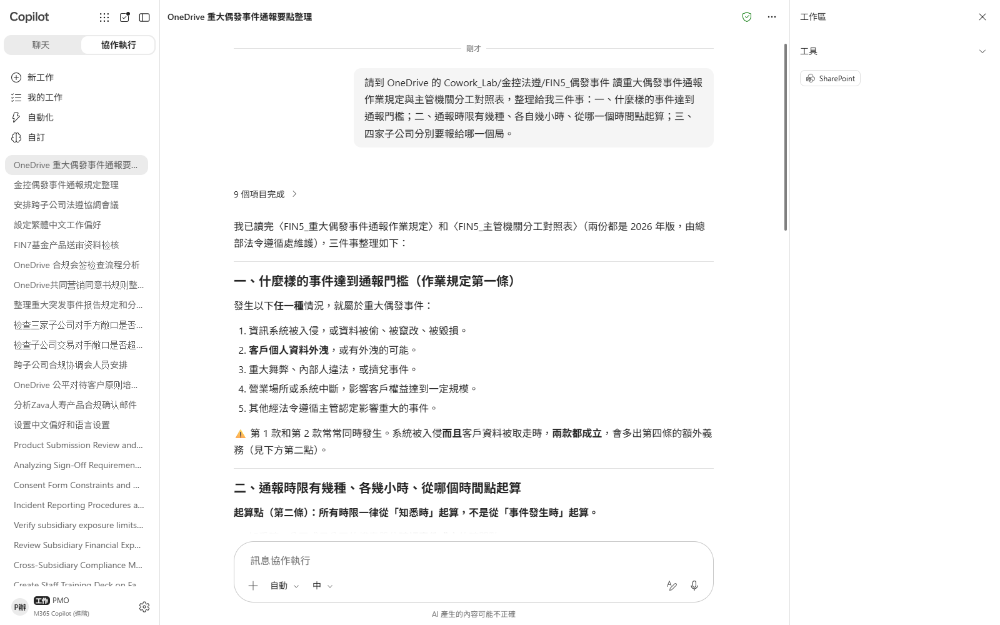 Copilot
聊天
協作執行
新工作
我的工作
自動化
自訂
OneDrive 重大偶發事件通報要...
金控偶發事件通報規定整理
安排跨子公司法遵協調會議
設定繁體中文工作偏好
FIN7基金产品送审资料检核
OneDrive 合规会签检查流程分析
OneDrive共同营销同意书规则整...
整理重大突发事件报告规定和分...
检查三家子公司对手方敞口是否...
检查子公司交易对手敞口是否超...
跨子公司合规协调会人员安排
OneDrive 公平对待客户原则培...
分析Zava人寿产品合规确认邮件
设置中文偏好和语言设置
Product Submission Review and...
Analyzing Sign-Off Requiremen...
Consent Form Constraints and ...
Incident Reporting Procedures a...
Verify subsidiary exposure limits...
Review Subsidiary Financial Exp...
Cross-Subsidiary Compliance M...
Create Staff Training Deck on Fa...
P辦
工作 PMO
M365 Copilot (進階)
OneDrive 重大偶發事件通報要點整理
剛才
請到 OneDrive 的 Cowork_Lab/金控法遵/FIN5_偶發事件 讀重大偶發事件通報
作業規定與主管機關分工對照表，整理給我三件事：一、什麼樣的事件達到
通報門檻；二、通報時限有幾種、各自幾小時、從哪一個時間點起算；三、
四家子公司分別要報給哪一個局。
9 個項目完成
我已讀完〈FIN5_重大偶發事件通報作業規定〉和〈FIN5_主管機關分工對照表〉（兩份都是 2026 年版，由總
部法令遵循處維護），三件事整理如下：
一、什麼樣的事件達到通報門檻（作業規定第一條）
發生以下任一種情況，就屬於重大偶發事件：
1. 資訊系統被入侵，或資料被偷、被竄改、被毀損。
2. 客戶個人資料外洩，或有外洩的可能。
3. 重大舞弊、內部人違法，或擠兌事件。
4. 營業場所或系統中斷，影響客戶權益達到一定規模。
5. 其他經法令遵循主管認定影響重大的事件。
⚠️ 第 1 款和第 2 款常常同時發生。系統被入侵而且客戶資料被取走時，兩款都成立，會多出第四條的額外義
務（見下方第二點）。
二、通報時限有幾種、各幾小時、從哪個時間點起算
起算點（第二條）：所有時限一律從「知悉時」起算，不是從「事件發生時」起算。
訊息協作執行
自動
中
AI 產生的內容可能不正確
工作區
工具
SharePoint